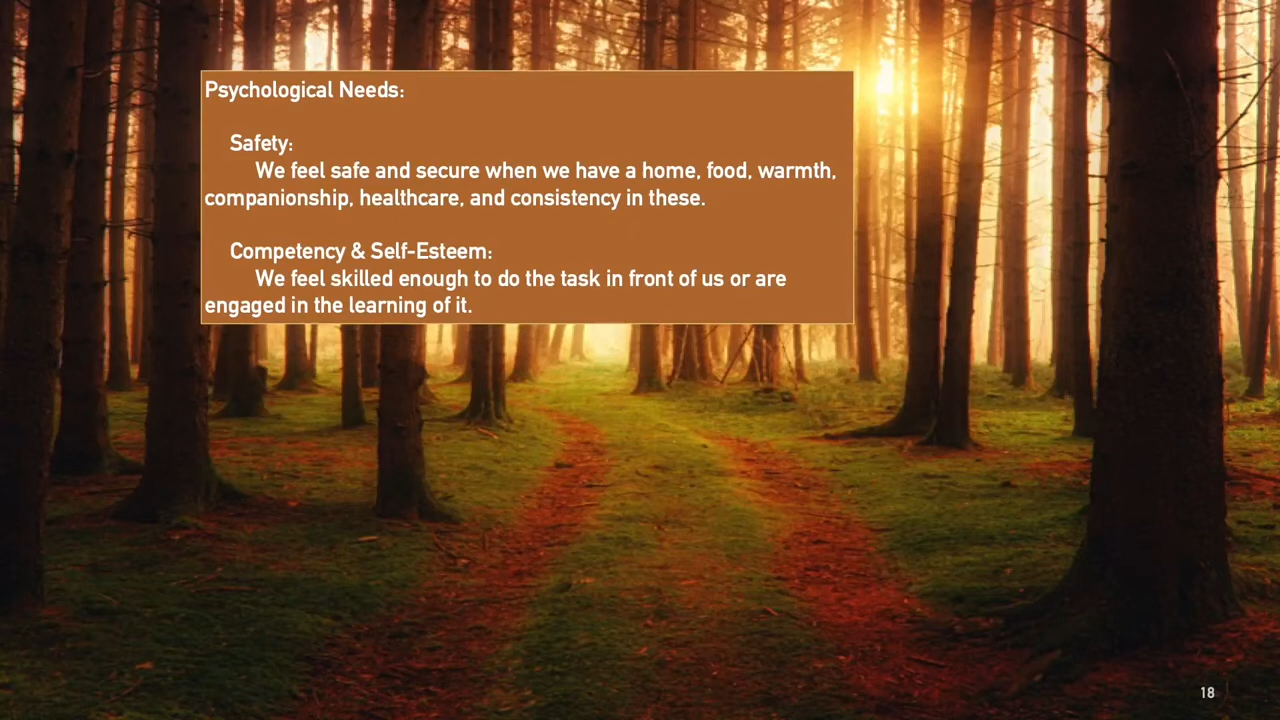 Psychological Needs:
Safety:
We feel safe and secure when we have a home, food, warmth,
companionship, healthcare, and consistency in these.
Competency & Self-Esteem:
We feel skilled enough to do the task in front of us or are
engaged in the learning of it.
18